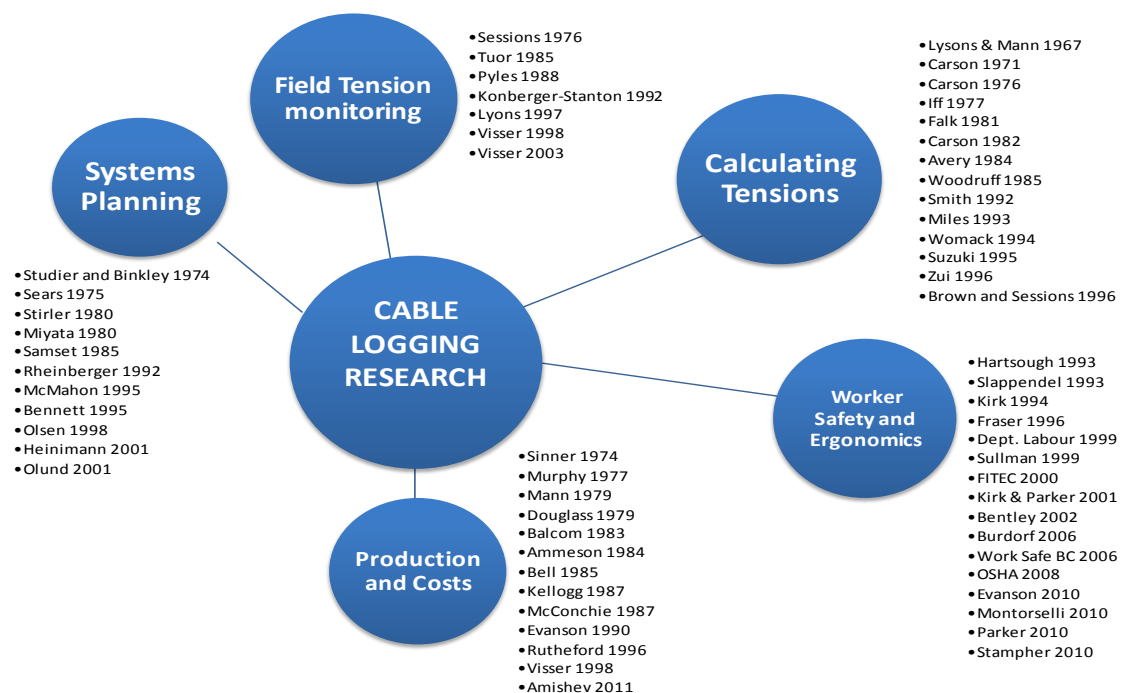 Field Tension
monitoring
•Sessions 1976
•Tuor 1985
•Pyles 1988
•Konberger-Stanton 1992
•Lyons 1997
•Visser 1998
•Visser 2003
Calculating
Tensions
•Lysons & Mann 1967
•Carson 1971
•Carson 1976
•Iff 1977
•Falk 1981
•Carson 1982
•Avery 1984
•Woodruff 1985
•Smith 1992
•Miles 1993
•Womack 1994
•Suzuki 1995
•Zui 1996
•Brown and Sessions 1996
Systems
Planning
•Studier and Binkley 1974
•Sears 1975
•Stirler 1980
•Miyata 1980
•Samset 1985
•Rheinberger 1992
•McMahon 1995
•Bennett 1995
•Olsen 1998
•Heinimann 2001
•Olund 2001
CABLE
LOGGING
RESEARCH
Worker
Safety and
Ergonomics
•Hartsough 1993
•Slappendel 1993
•Kirk 1994
•Fraser 1996
•Dept. Labour 1999
•Sullman 1999
•FITEC 2000
•Kirk & Parker 2001
•Bentley 2002
•Burdorf 2006
•Work Safe BC 2006
•OSHA 2008
•Evanson 2010
•Montorselli 2010
•Parker 2010
•Stampher 2010
Production
and Costs
•Sinner 1974
•Murphy 1977
•Mann 1979
•Douglass 1979
•Balcom 1983
•Ammeson 1984
•Bell 1985
•Kellogg 1987
•McConchie 1987
•Evanson 1990
•Rutheford 1996
•Visser 1998
•Amishev 2011